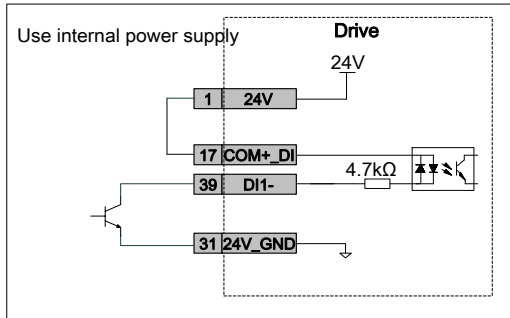 Use internal power supply
Drive
24V
1 24V
17 COM+_DI
4.7kΩ
39 DI1-
31 24V_GND